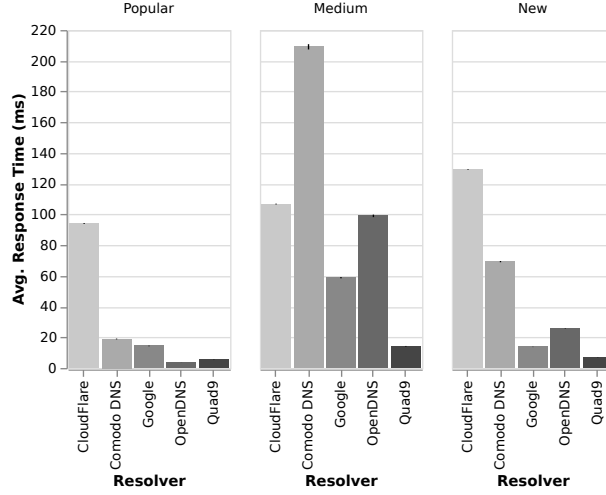 Popular
Medium
New
Avg. Response Time (ms)
220
200
180
160
140
120
100
80
60
40
20
0
CloudFlare
Comodo DNS
Google
OpenDNS
Quad9
CloudFlare
Comodo DNS
Google
OpenDNS
Quad9
CloudFlare
Comodo DNS
Google
OpenDNS
Quad9
Resolver
Resolver
Resolver